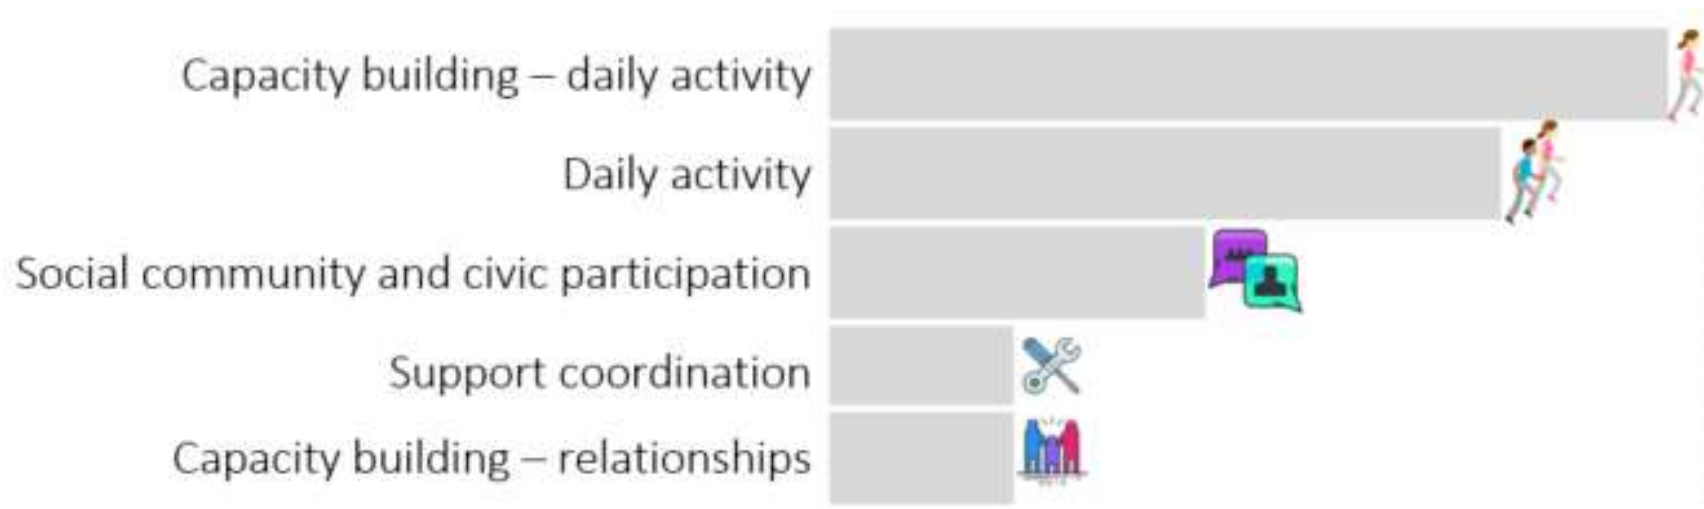 Capacity building – daily activity
Daily activity
Social community and civic participation
Support coordination
Capacity building – relationships